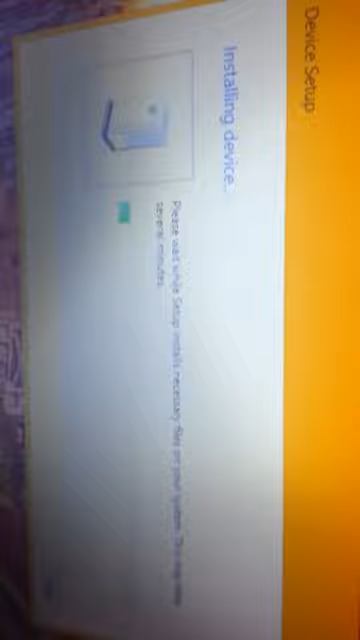 Device Setup
Installing device...
Please wait while Setup installs necessary files on your system. This may take
several minutes.